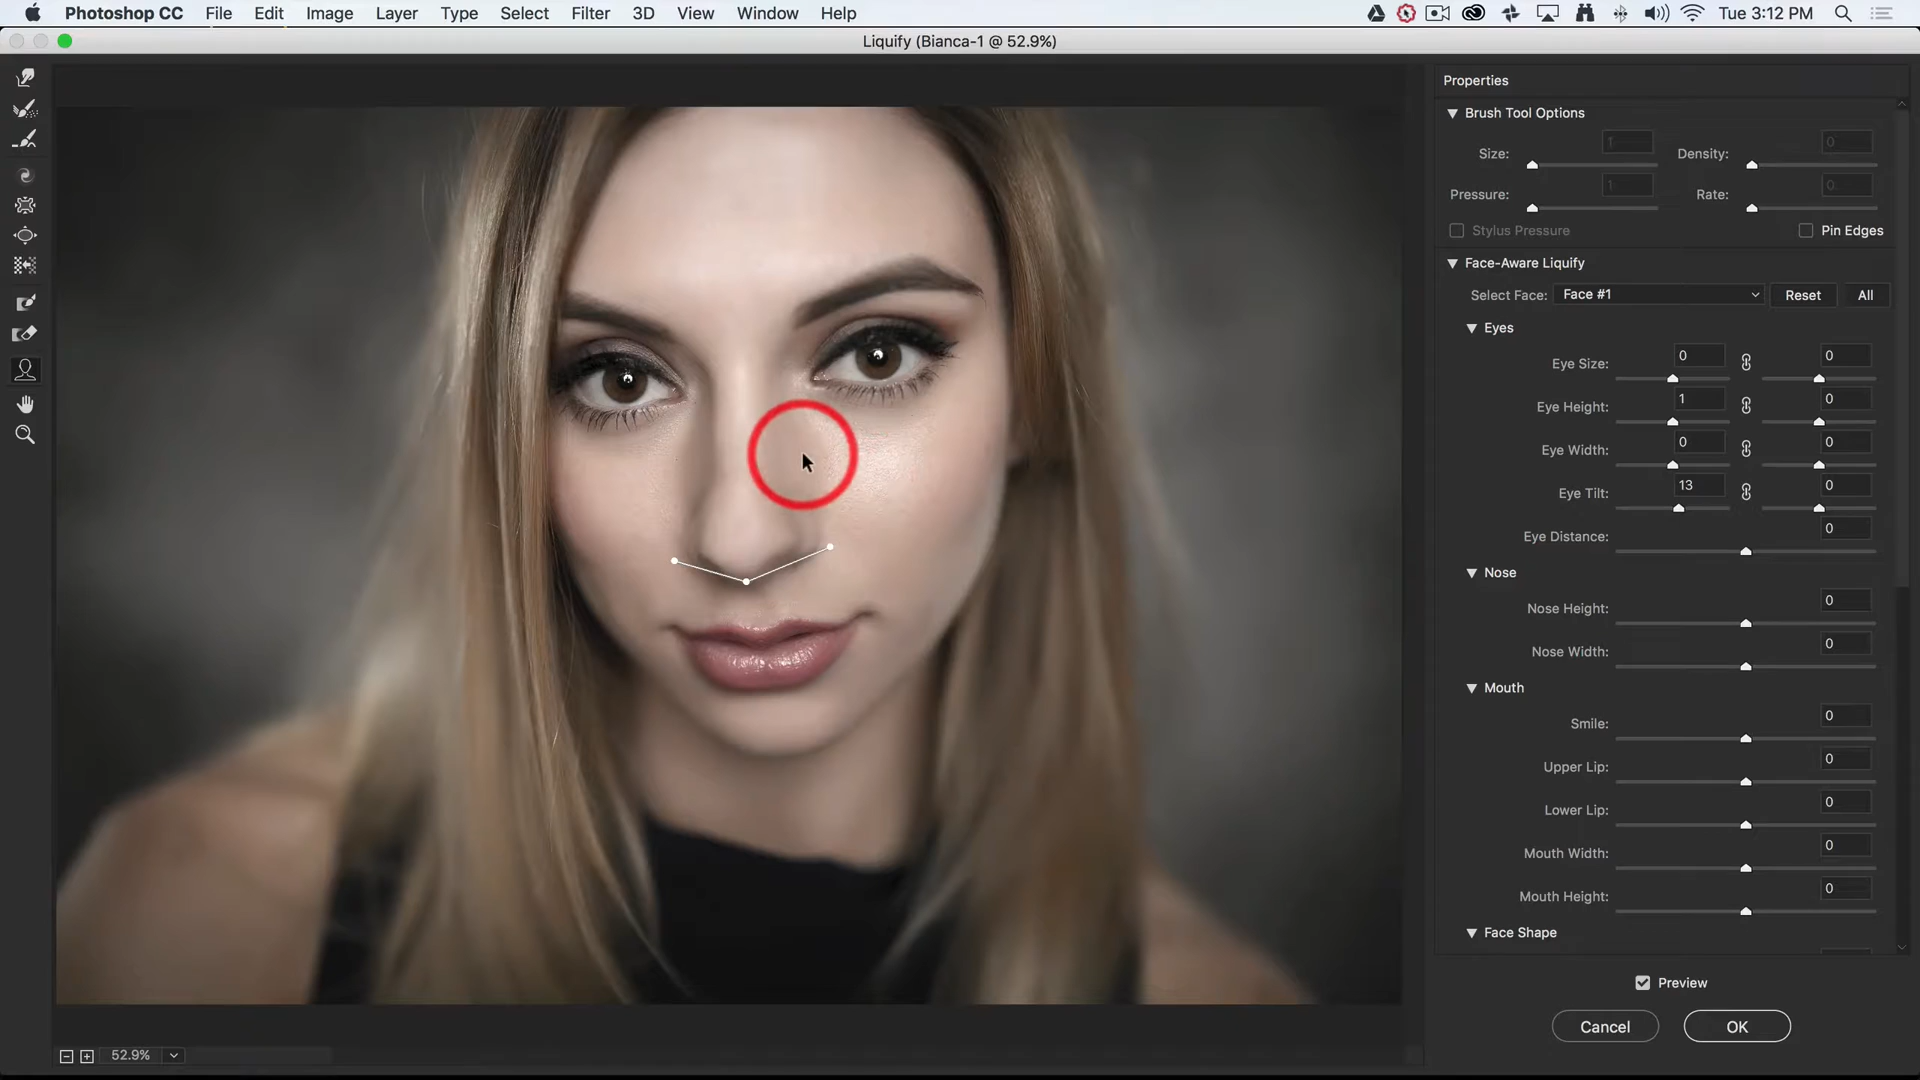 Photoshop CC File Edit Image Layer Type Select Filter 3D View Window Help Tue 3:12 PM
Liquify (Bianca-1 @ 52.9%)
Properties
Brush Tool Options
Size: 1 Density: 0
Pressure: 1 Rate: 0
Stylus Pressure Pin Edges
Face-Aware Liquify
Select Face: Face #1 Reset All
Eyes
Eye Size: 0 0
Eye Height: 1 0
Eye Width: 0 0
Eye Tilt: 13 0
Eye Distance: 0
Nose
Nose Height: 0
Nose Width: 0
Mouth
Smile: 0
Upper Lip: 0
Lower Lip: 0
Mouth Width: 0
Mouth Height: 0
Face Shape
Preview
Cancel OK
52.9%